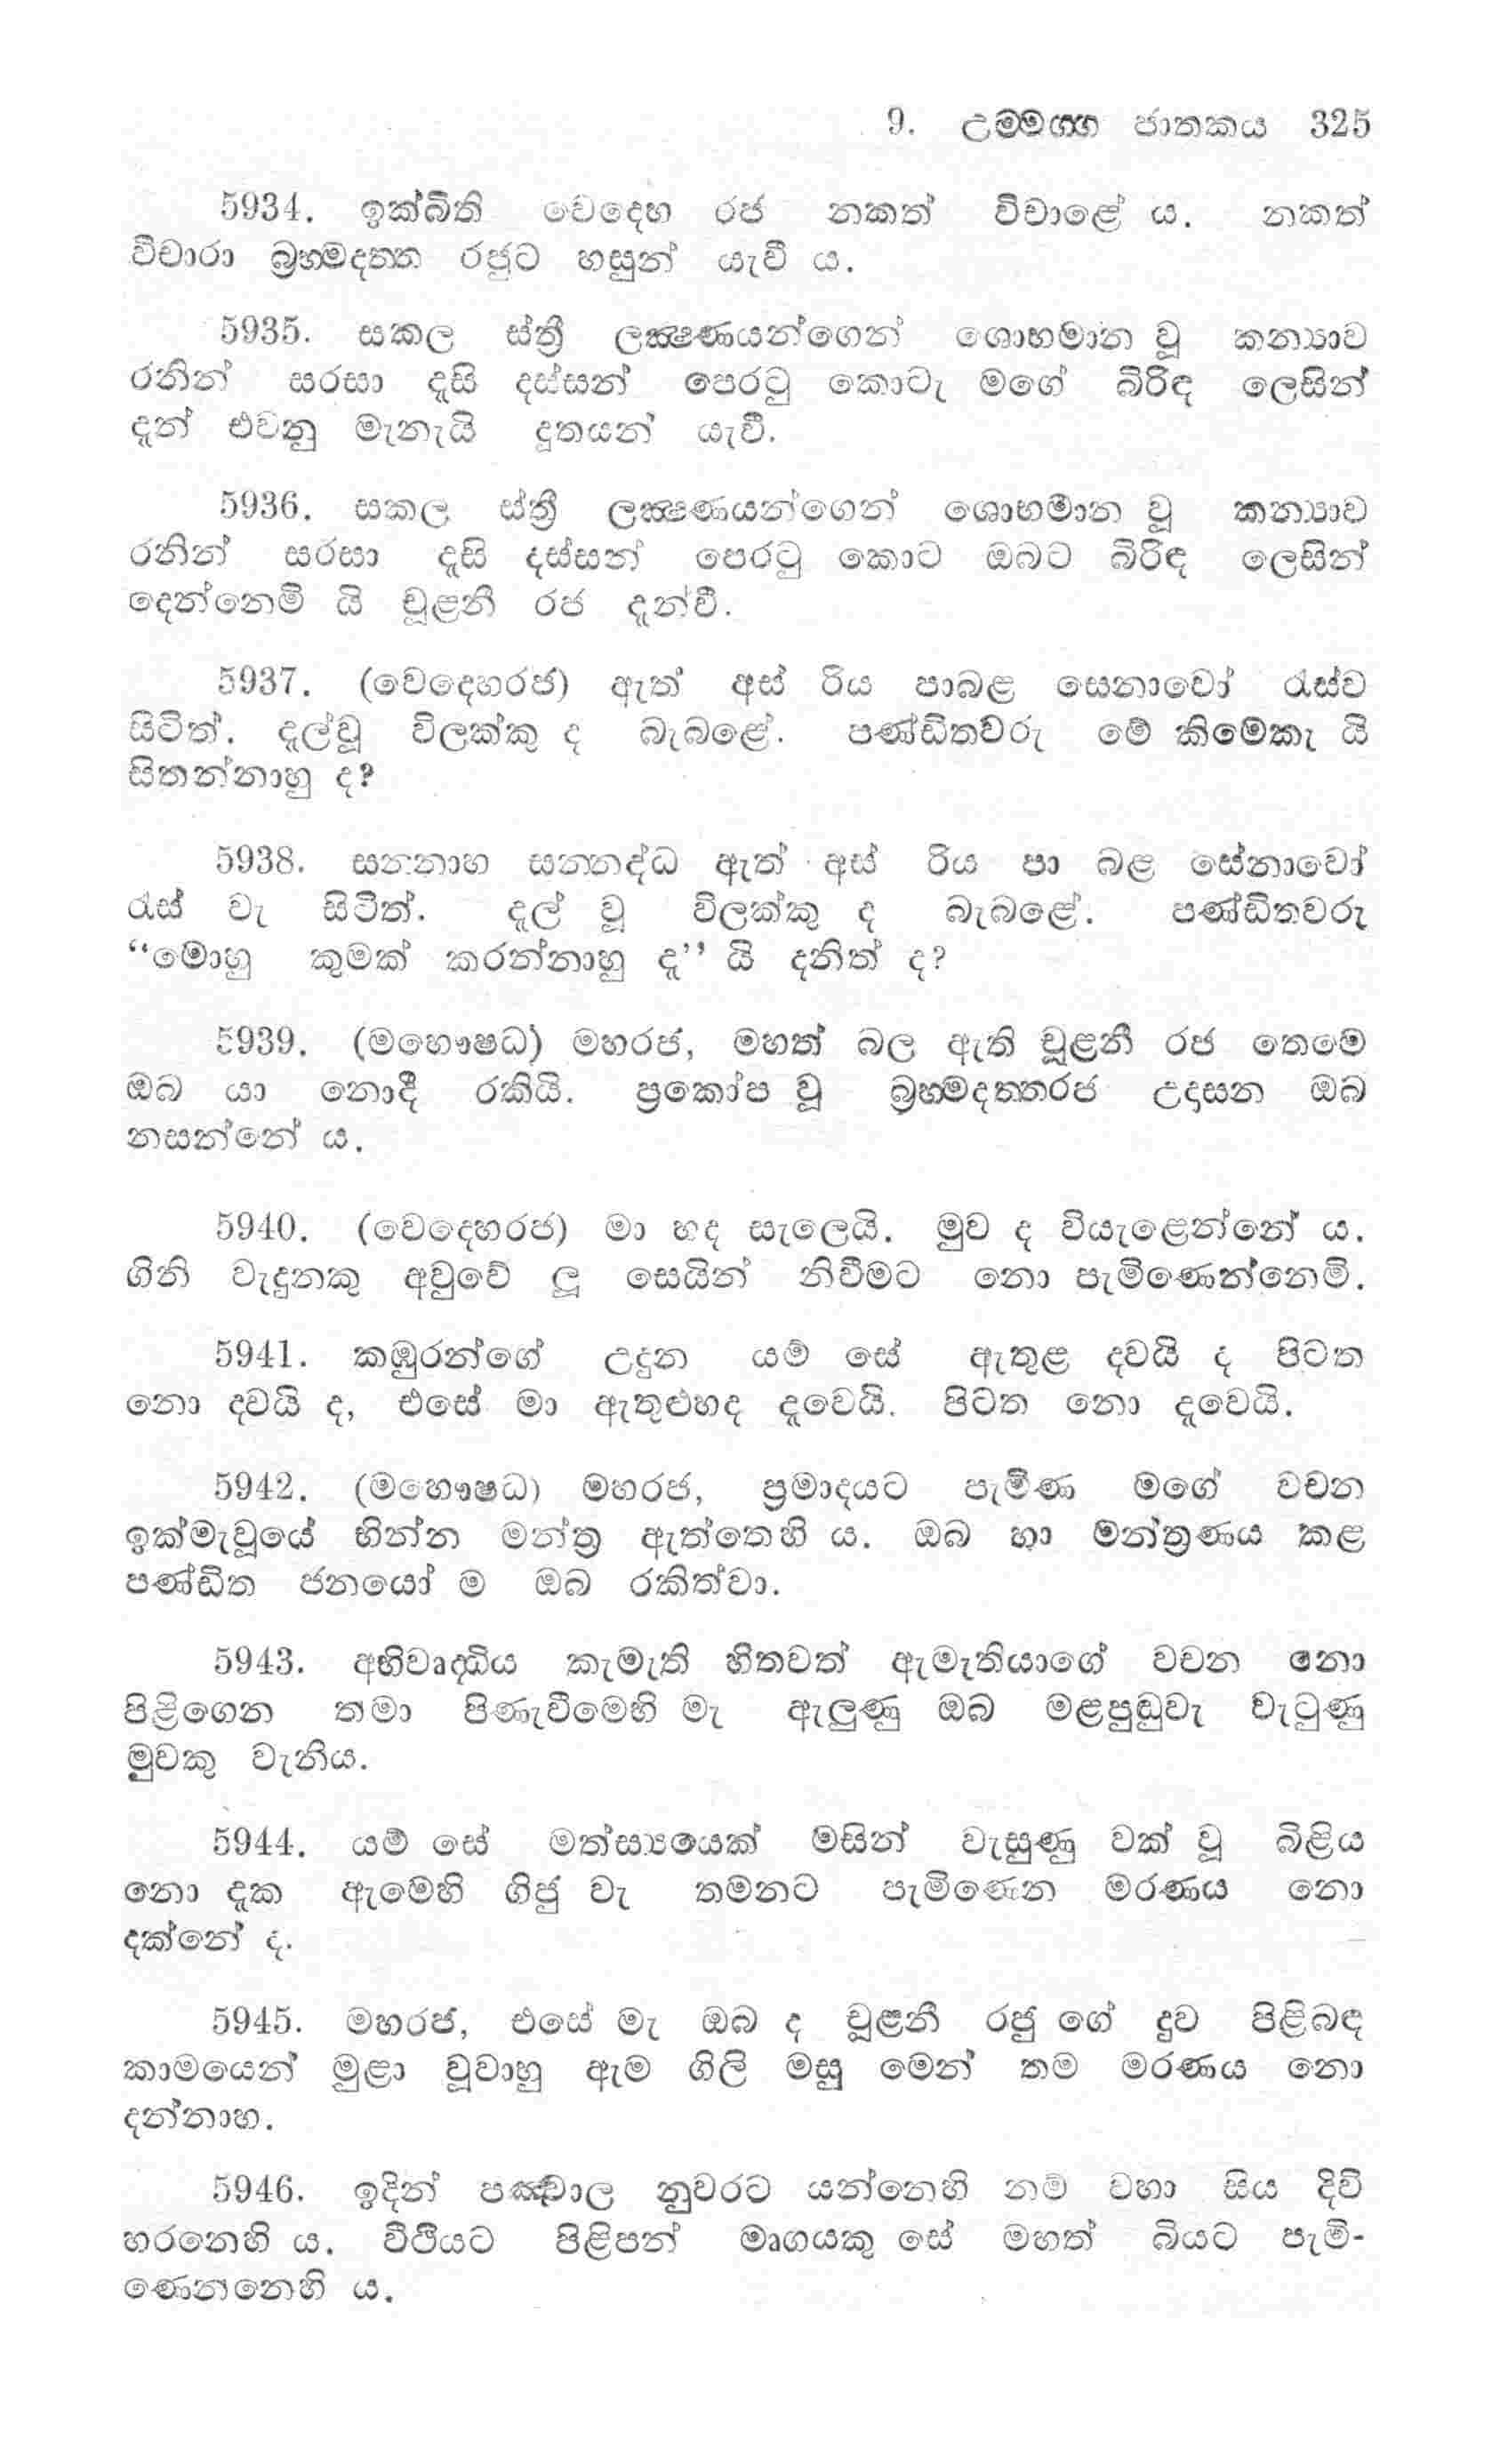 9. උම්මග්ග ජාතකය 325
5934. ඉක්බිති වෙදෙහ රජ නකත් විචාළේ ය. නකත්
විචාරා බ්‍රහ්මදත්ත රජුට හසුන් යැවී ය.
5935. සකල ස්ත්‍රී ලක්‍ෂණයන්ගෙන් ශොභමාන වූ කන්‍යාව
රනින් සරසා දැසි දස්සන් පෙරටු කොටැ මගේ බිරිඳ ලෙසින්
දැන් එවනු මැනැයි දූතයන් යැවී.
5936. සකල ස්ත්‍රී ලක්‍ෂණයන්ගෙන් ශොභමාන වූ කන්‍යාව
රනින් සරසා දැසි දස්සන් පෙරටු කොට ඔබට බිරිඳ ලෙසින්
දෙන්නෙමි යි චූළනී රජ දැන්වී.
5937. (වෙදෙහරජ) ඇත් අස් රිය පාබළ සෙනාවෝ රැස්ව
සිටිත්. දැල්වූ විලක්කු ද බැබළේ. පණ්ඩිතවරු මේ කිමෙකැ යි
සිතන්නාහු ද?
5938. සන්නාහ සන්නද්ධ ඇත් අස් රිය පා බළ සේනාවෝ
රැස් වැ සිටිත්. දැල් වූ විලක්කු ද බැබළේ. පණ්ඩිතවරු
“මොහු කුමක් කරන්නාහු දැ” යි දනිත් ද?
5939. (මහෞෂධ) මහරජ, මහත් බල ඇති චූළනී රජ තෙමේ
ඔබ යා නොදී රකියි. ප්‍රකෝප වූ බ්‍රහ්මදත්තරජ උදාසන ඔබ
නසන්නේ ය.
5940. (වෙදෙහරජ) මා හද සැලෙයි. මුව ද වියැළෙන්නේ ය.
ගිනි වැදුනකු අවුවේ ලූ සෙයින් නිවීමට නො පැමිණෙන්නෙමි.
5941. කඹුරන්ගේ උදුන යම් සේ ඇතුළ දවයි ද පිටත
නො දවයි ද, එසේ මා ඇතුළුහද දැවෙයි. පිටත නො දැවෙයි.
5942. (මහෞෂධ) මහරජ, ප්‍රමාදයට පැමිණ මගේ වචන
ඉක්මැවූයේ භින්න මන්ත්‍ර ඇත්තෙහි ය. ඔබ හා මන්ත්‍රණය කළ
පණ්ඩිත ජනයෝ ම ඔබ රකිත්වා.
5943. අභිවෘද්ධිය කැමැති හිතවත් ඇමැතියාගේ වචන නො
පිළිගෙන තමා පිණැවීමෙහි මැ ඇලුණු ඔබ මළපුඬුවැ වැටුණු
මුවකු වැනිය.
5944. යම් සේ මත්ස්‍යයෙක් මසින් වැසුණු වක් වූ බිළිය
නො දැක ඇමෙහි ගිජු වැ තමනට පැමිණෙන මරණය නො
දක්නේ ද.
5945. මහරජ, එසේ මැ ඔබ ද චූළනී රජු ගේ දුව පිළිබඳ
කාමයෙන් මුළා වූවාහු ඇම ගිලි මසු මෙන් තම මරණය නො
දන්නාහ.
5946. ඉදින් පඤ්චාල නුවරට යන්නෙහි නම් වහා සිය දිවි
හරනෙහි ය. වීථියට පිළිපන් මෘගයකු සේ මහත් බියට පැමි-
ණෙනනෙහි ය.